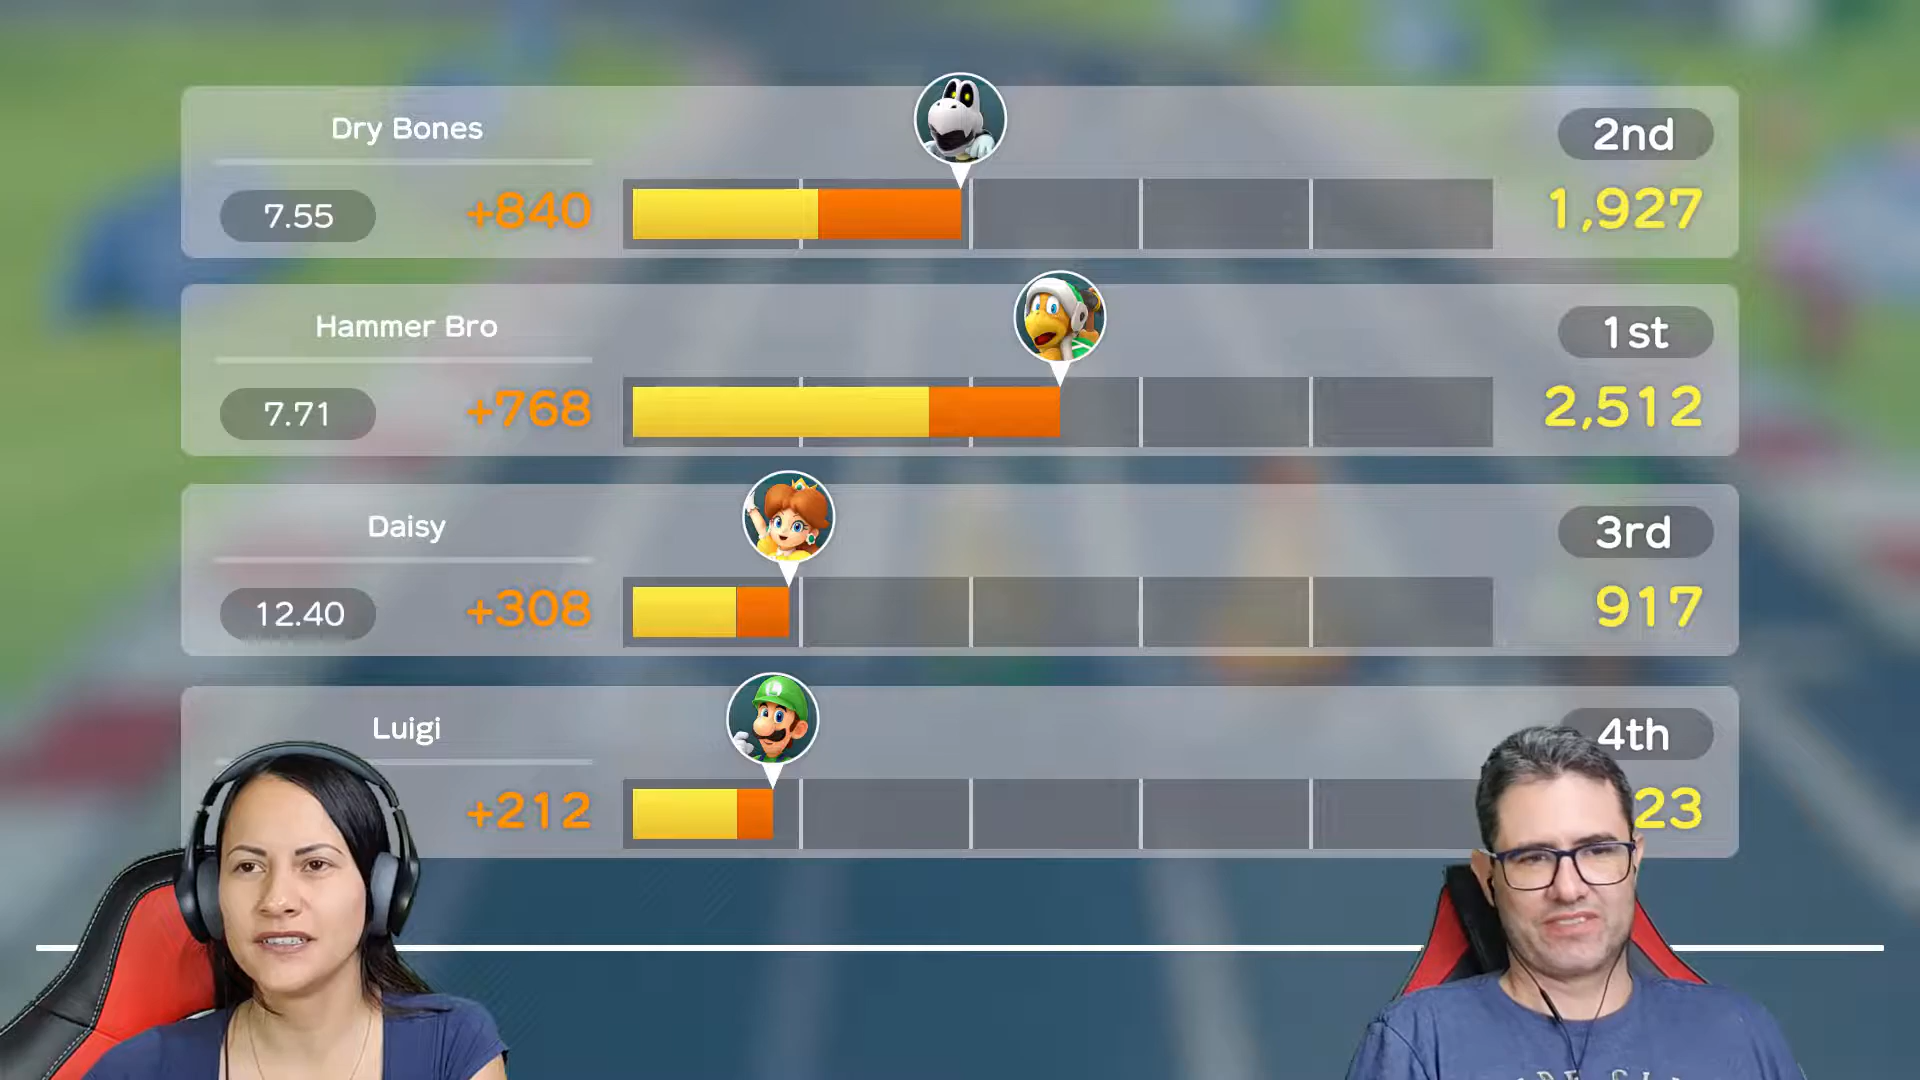 Dry Bones
2nd
7.55
+840
1,927
Hammer Bro
1st
7.71
+768
2,512
Daisy
3rd
12.40
+308
917
Luigi
4th
+212
23